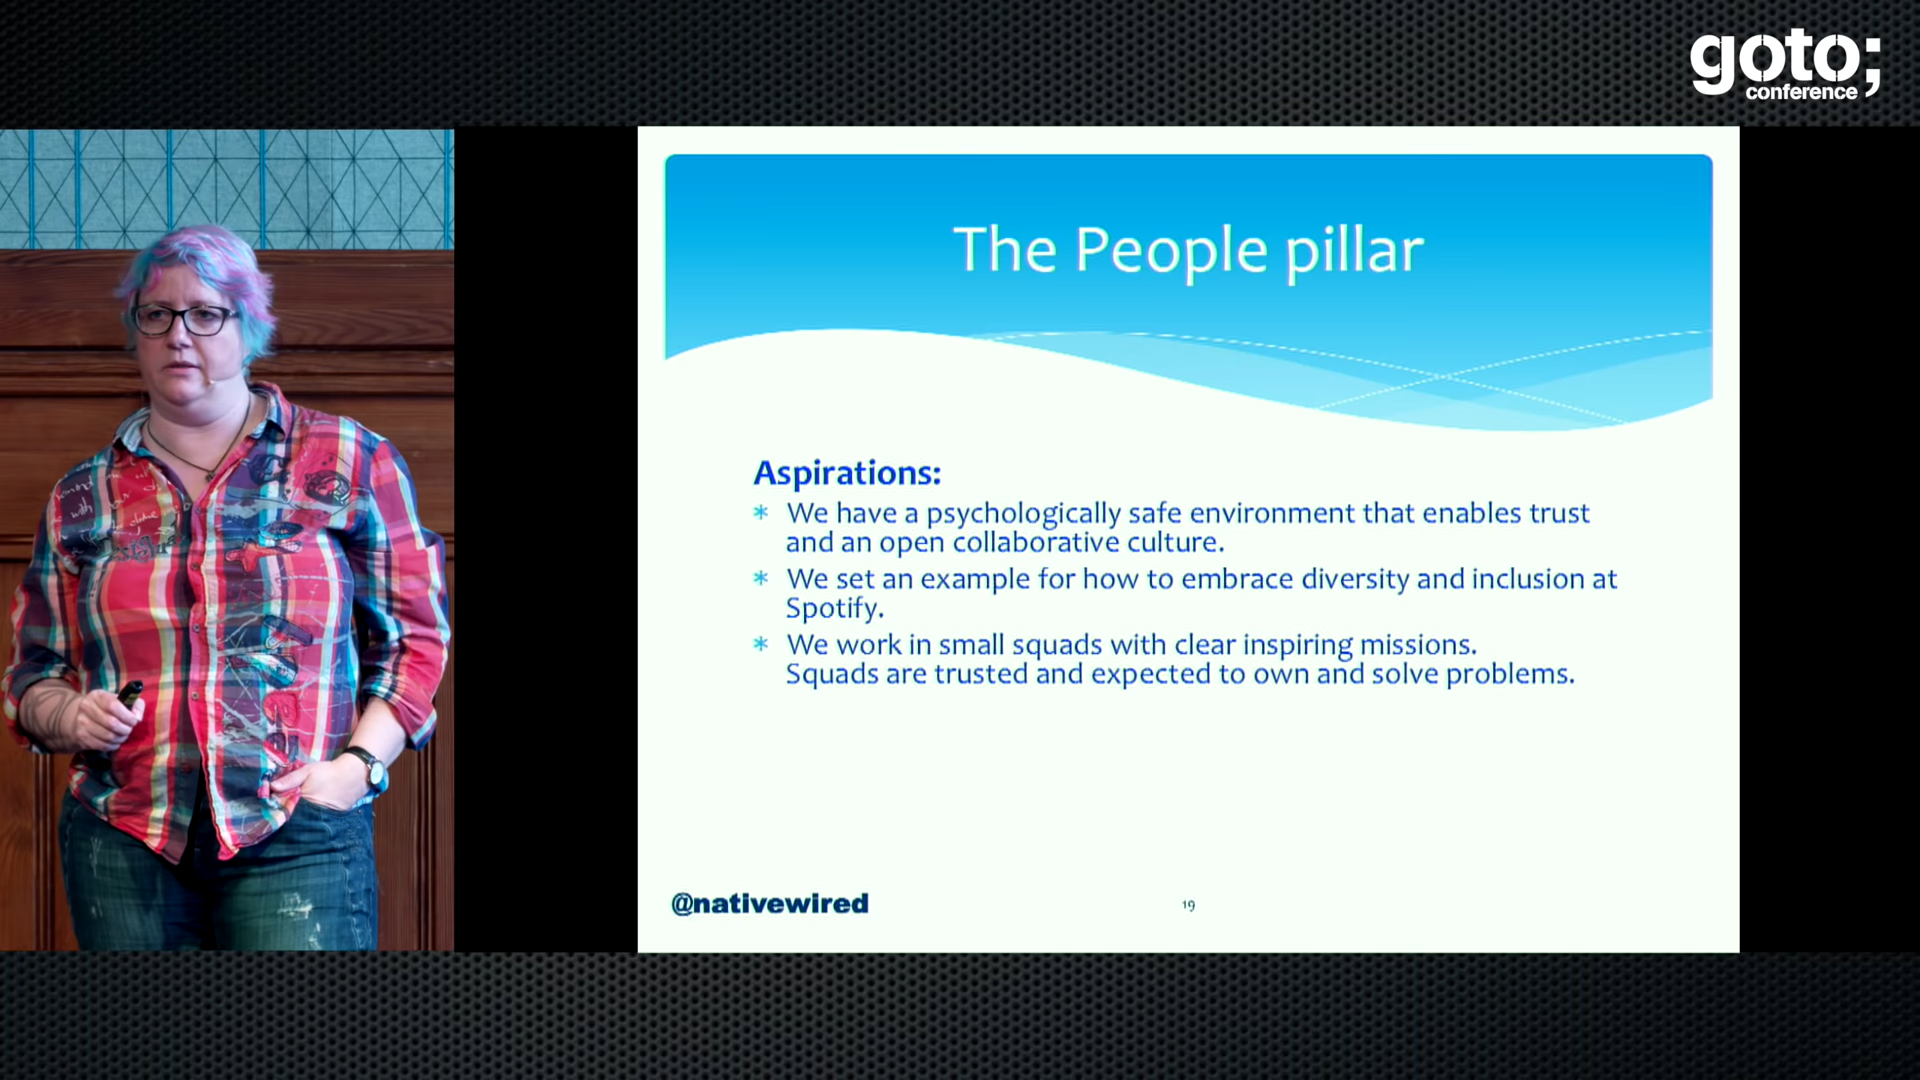 goto;
conference
The People pillar
Aspirations:
* We have a psychologically safe environment that enables trust
and an open collaborative culture.
* We set an example for how to embrace diversity and inclusion at
Spotify.
* We work in small squads with clear inspiring missions.
Squads are trusted and expected to own and solve problems.
@nativewired
19